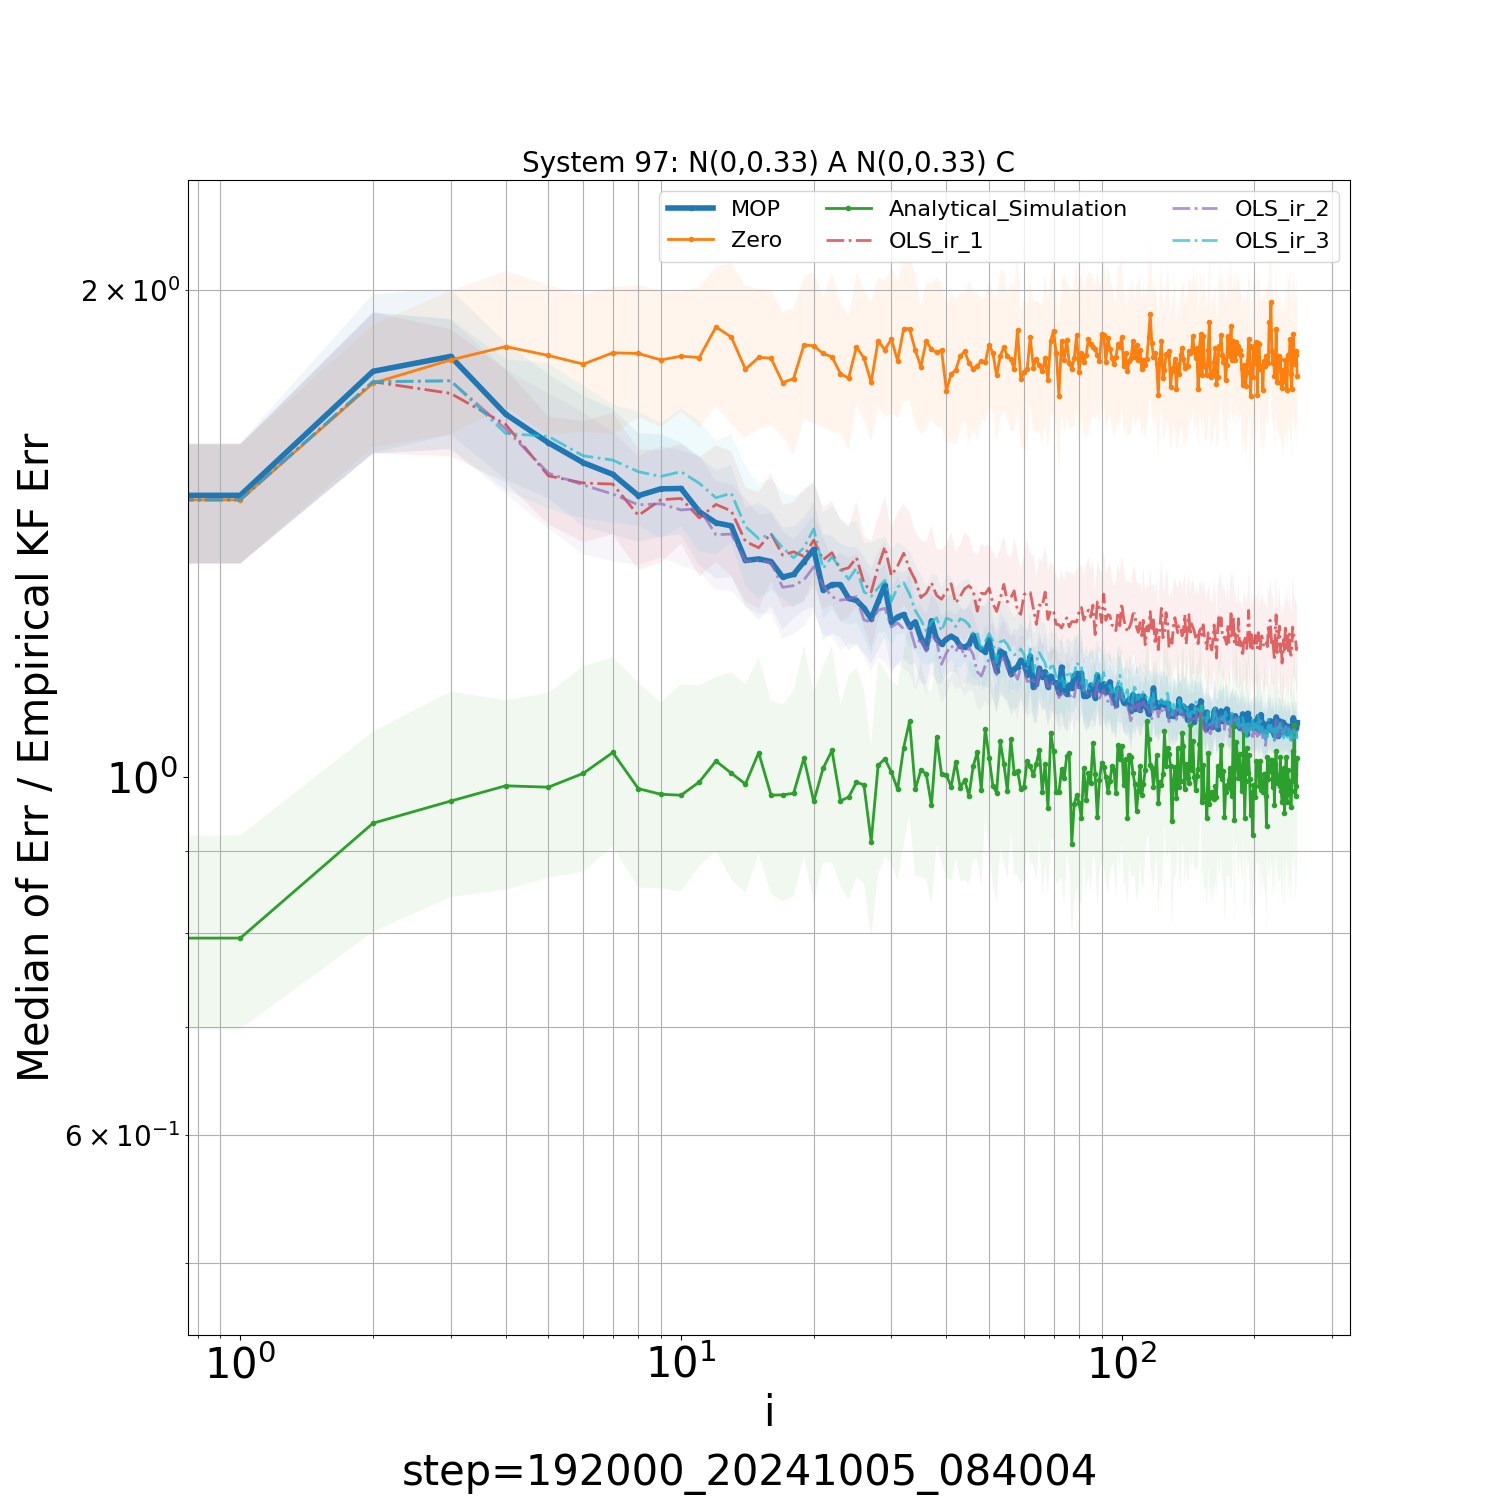 System 97: N(0,0.33) A N(0,0.33) C
MOP
Zero
Analytical_Simulation
OLS_ir_1
OLS_ir_2
OLS_ir_3
Median of Err / Empirical KF Err
2 × 10⁰
10⁰
6 × 10⁻¹
10⁰
10¹
10²
i
step=192000_20241005_084004